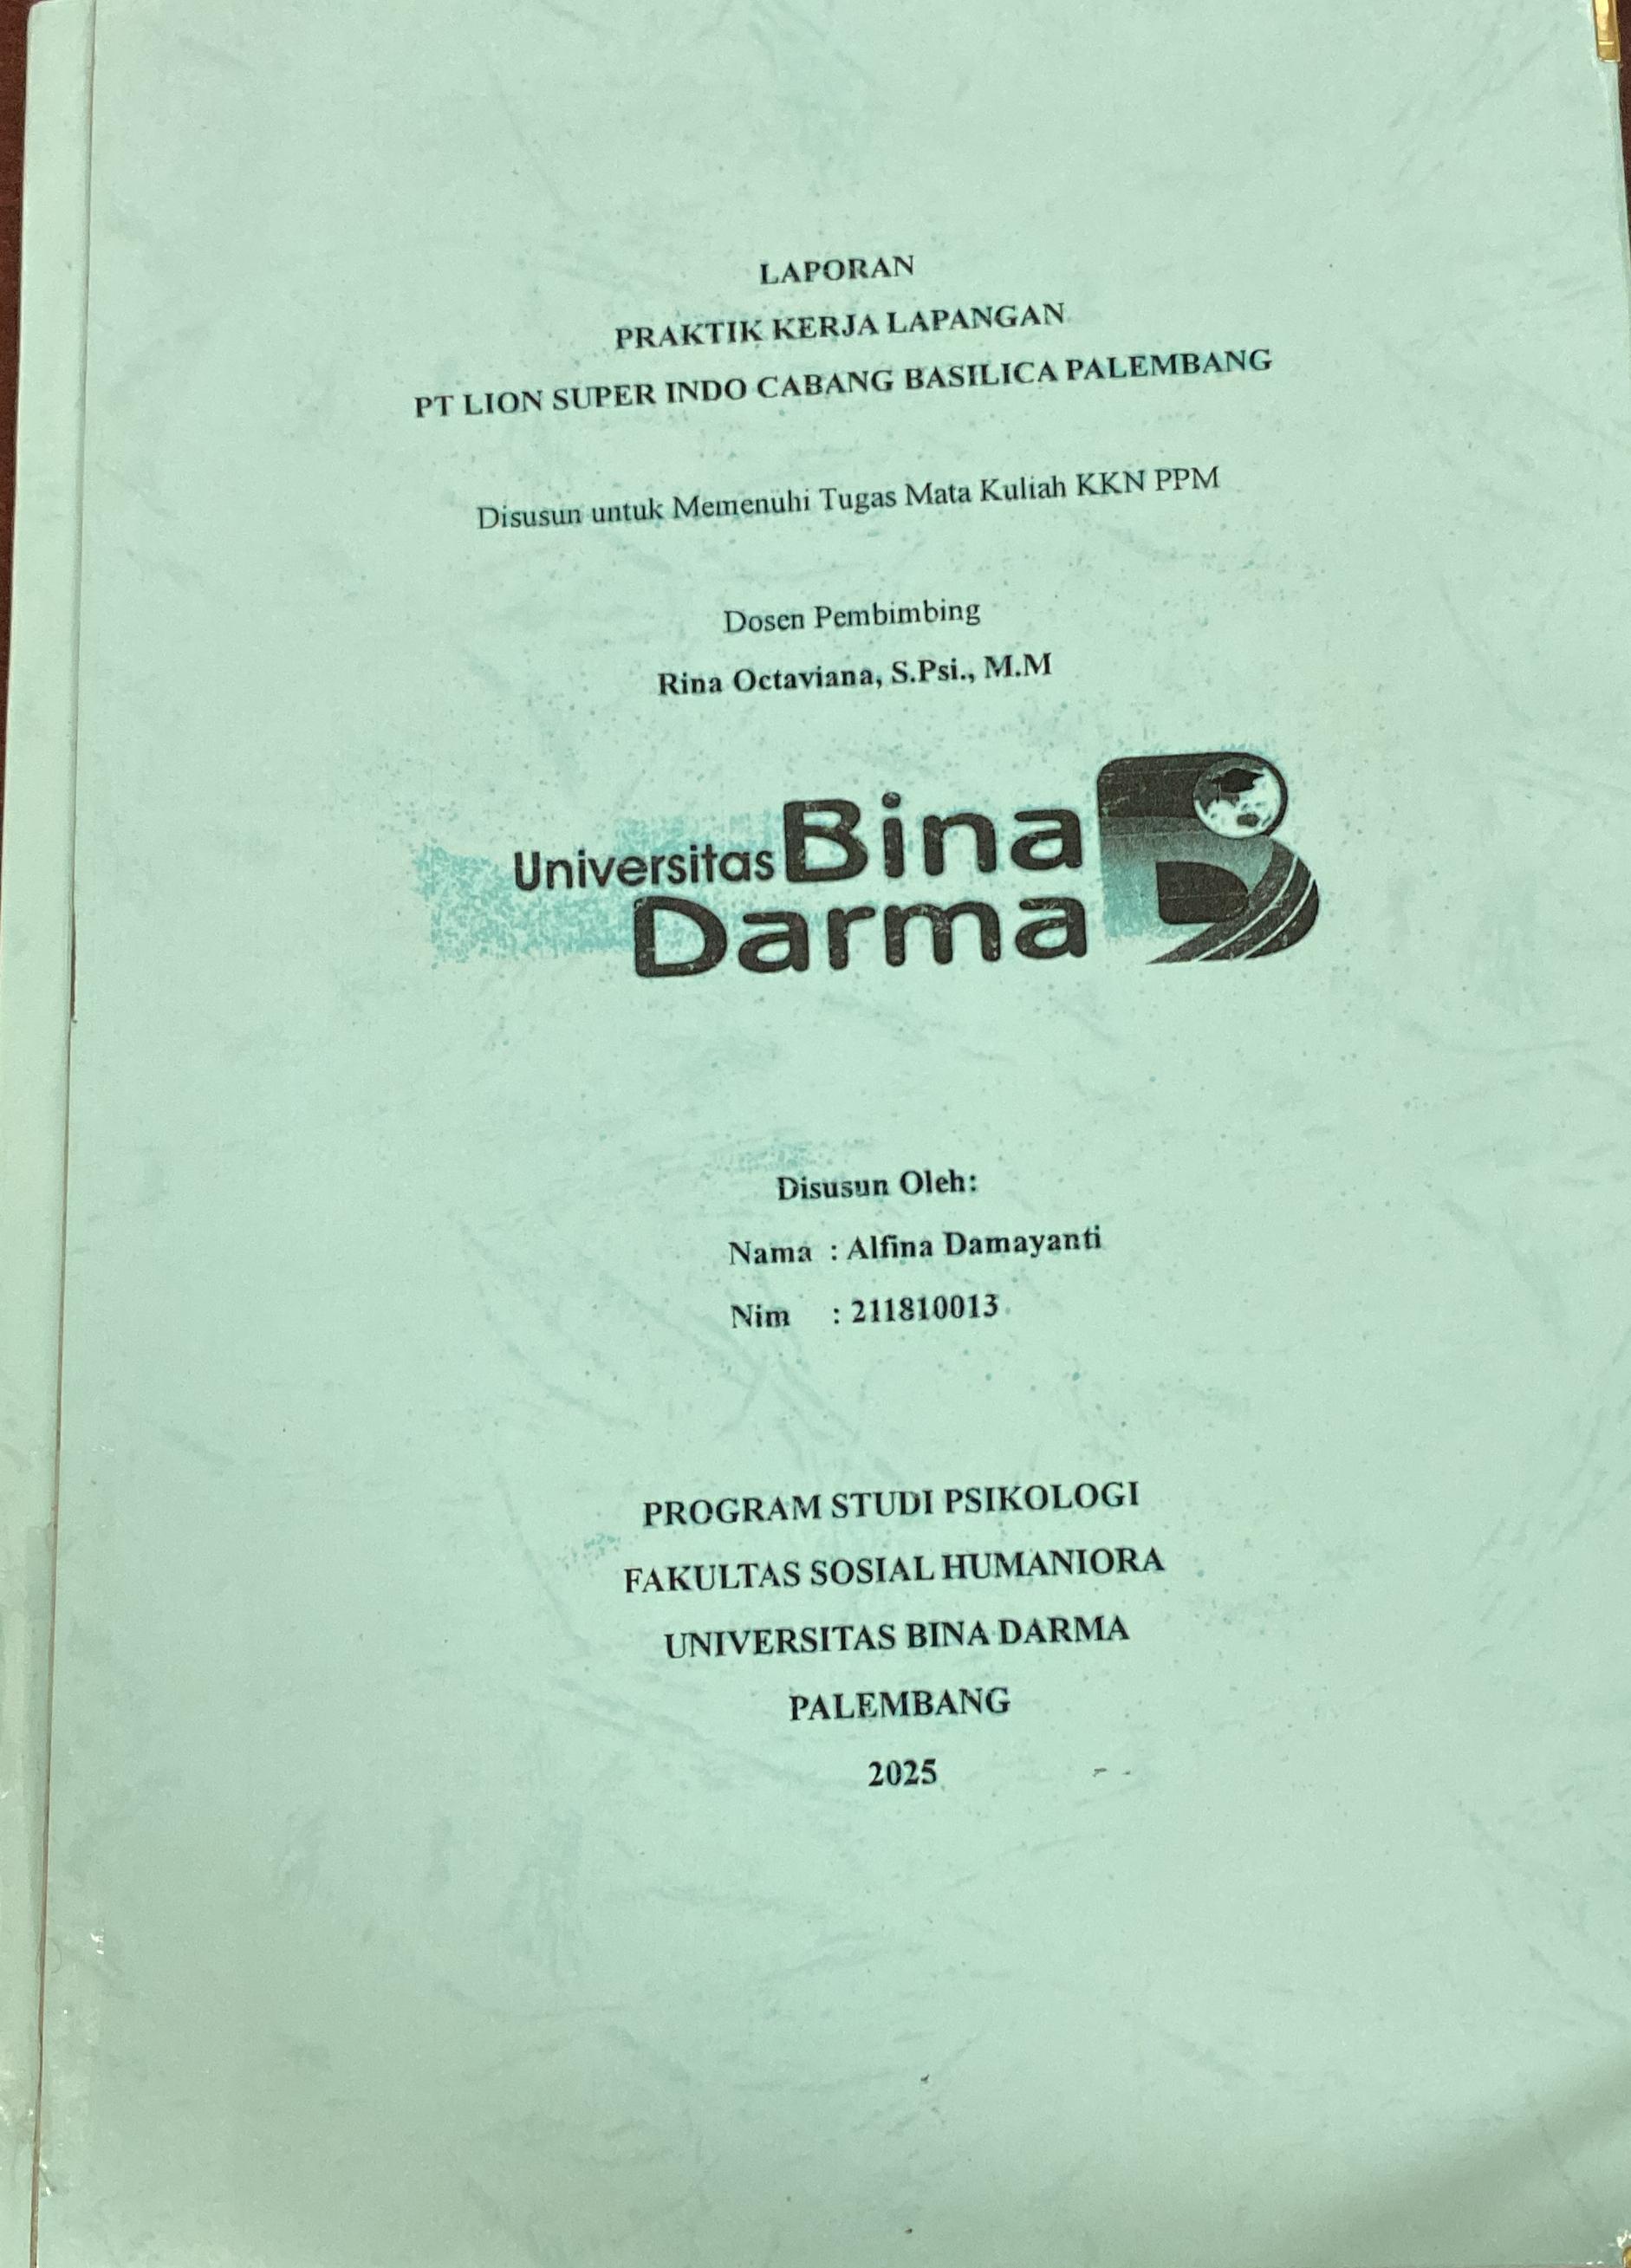 LAPORAN
PRAKTIK KERJA LAPANGAN
PT LION SUPER INDO CABANG BASILICA PALEMBANG
Disusun untuk Memenuhi Tugas Mata Kuliah KKN PPM
Dosen Pembimbing
Rina Octaviana, S.Psi., M.M
Universitas Bina
Darma
Disusun Oleh:
Nama : Alfina Damayanti
Nim : 211810013
PROGRAM STUDI PSIKOLOGI
FAKULTAS SOSIAL HUMANIORA
UNIVERSITAS BINA DARMA
PALEMBANG
2025